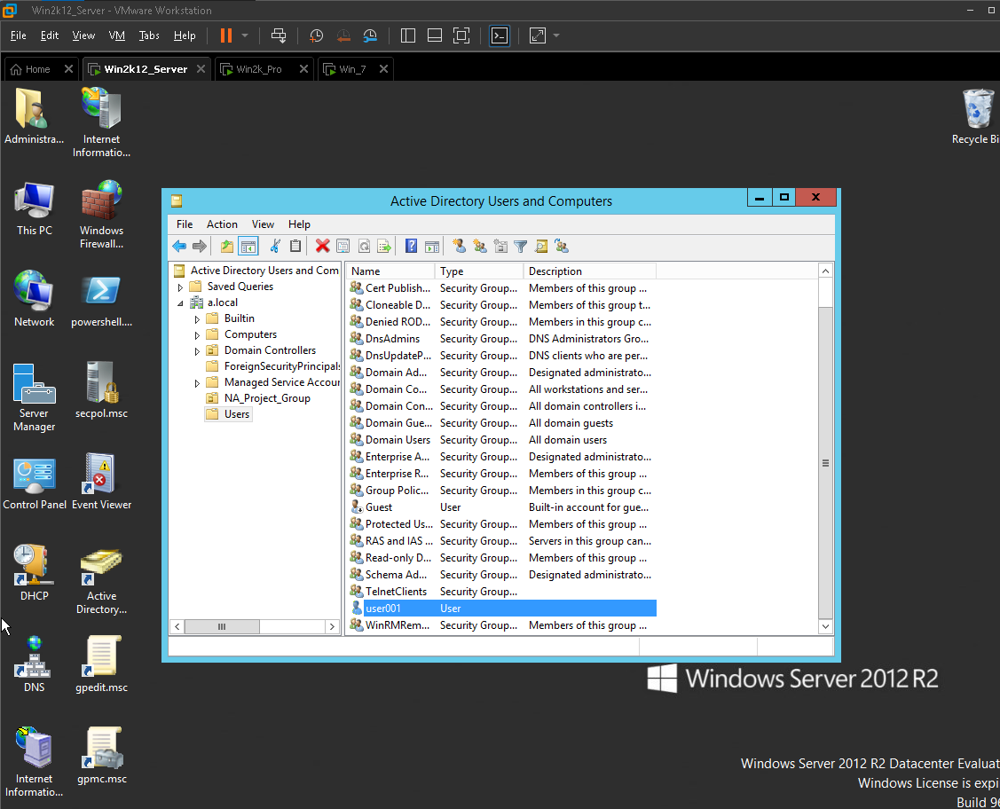 Win2k12_Server - VMware Workstation
File Edit View VM Tabs Help
Home Win2k12_Server Win2k_Pro Win_7
Administra...
Internet
Informatio...
Recycle Bi
This PC
Windows
Firewall...
Network
powershell....
Server
Manager
secpol.msc
Control Panel
Event Viewer
DHCP
Active
Directory...
DNS
gpedit.msc
Internet
Informatio...
gpmc.msc
Active Directory Users and Computers
File Action View Help
Active Directory Users and Com
Saved Queries
a.local
Builtin
Computers
Domain Controllers
ForeignSecurityPrincipals
Managed Service Accour
NA_Project_Group
Users
Name Type Description
Cert Publish... Security Group... Members of this group ...
Cloneable D... Security Group... Members of this group t...
Denied ROD... Security Group... Members in this group c...
DnsAdmins Security Group... DNS Administrators Gro...
DnsUpdateP... Security Group... DNS clients who are per...
Domain Ad... Security Group... Designated administrato...
Domain Co... Security Group... All workstations and ser...
Domain Con... Security Group... All domain controllers i...
Domain Gue... Security Group... All domain guests
Domain Users Security Group... All domain users
Enterprise A... Security Group... Designated administrato...
Enterprise R... Security Group... Members of this group ...
Group Polic... Security Group... Members in this group c...
Guest User Built-in account for gue...
Protected Us... Security Group... Members of this group ...
RAS and IAS ... Security Group... Servers in this group can...
Read-only D... Security Group... Members of this group ...
Schema Ad... Security Group... Designated administrato...
TelnetClients Security Group...
user001 User
WinRMRem... Security Group... Members of this group ...
Windows Server 2012 R2
Windows Server 2012 R2 Datacenter Evaluat
Windows License is expi
Build 96